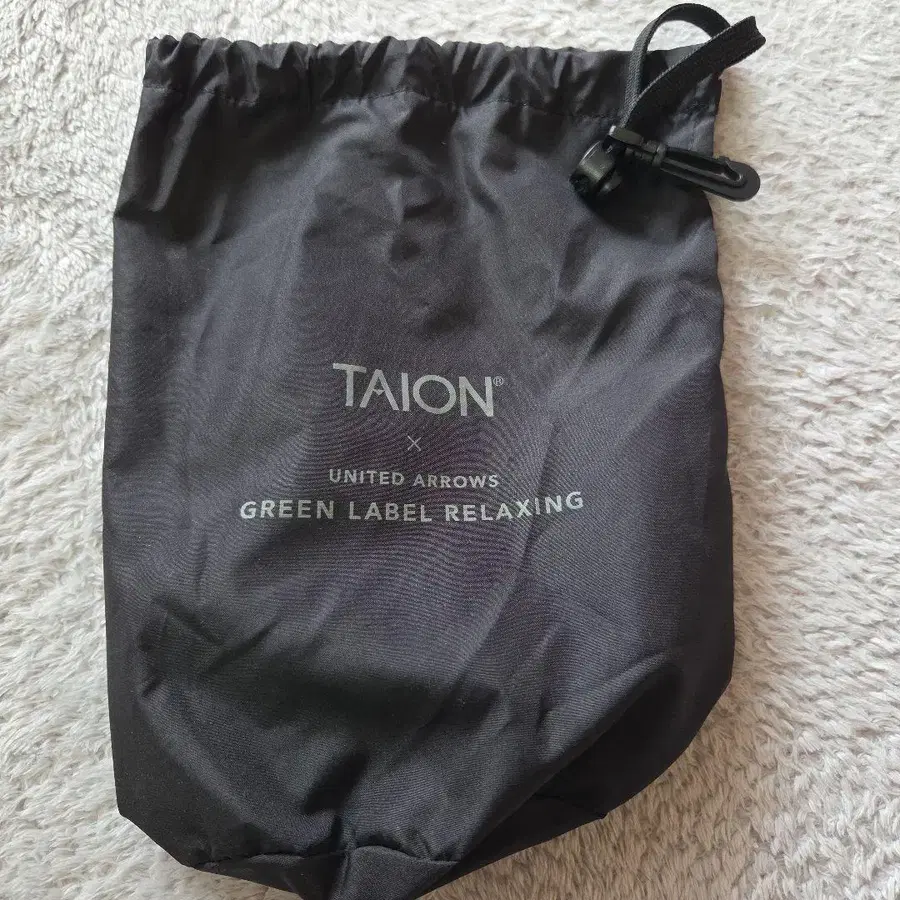 TAION®
×
UNITED ARROWS
GREEN LABEL RELAXING